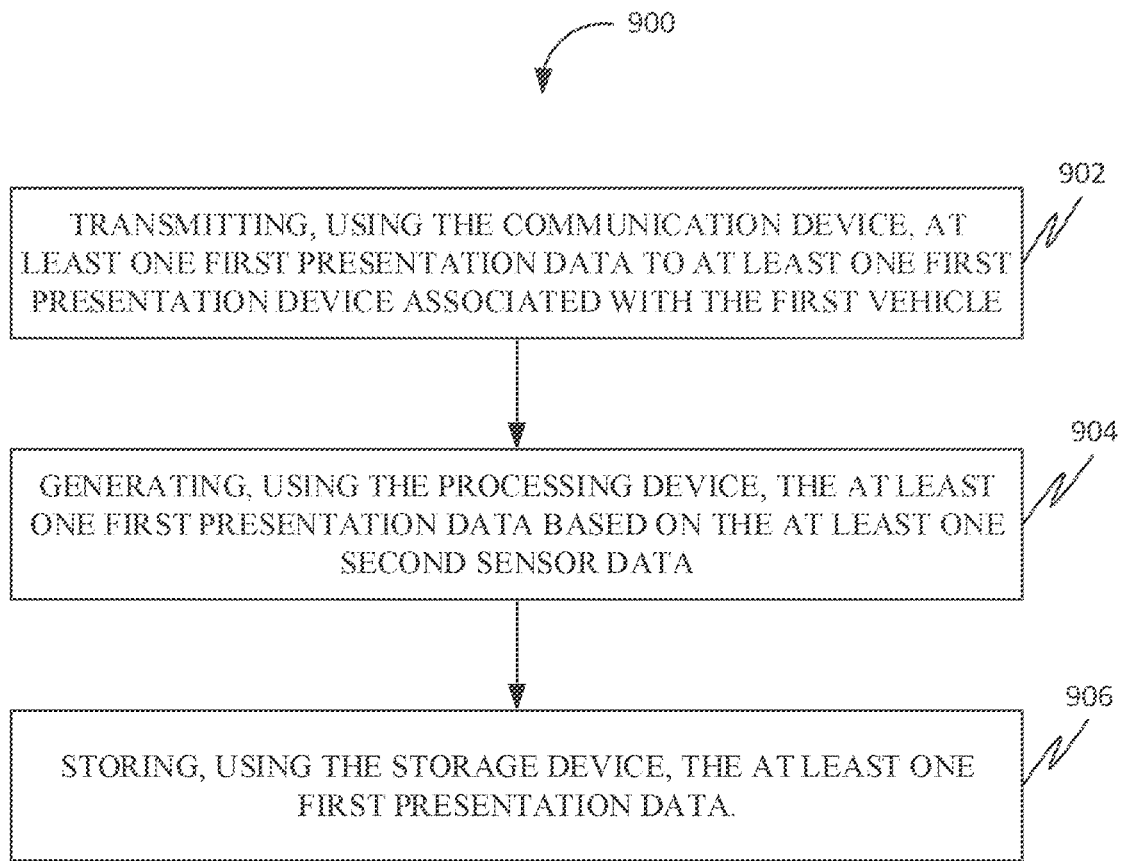 900
902
TRANSMITTING, USING THE COMMUNICATION DEVICE, AT
LEAST ONE FIRST PRESENTATION DATA TO AT LEAST ONE FIRST
PRESENTATION DEVICE ASSOCIATED WITH THE FIRST VEHICLE
904
GENERATING, USING THE PROCESSING DEVICE, THE AT LEAST
ONE FIRST PRESENTATION DATA BASED ON THE AT LEAST ONE
SECOND SENSOR DATA
906
STORING, USING THE STORAGE DEVICE, THE AT LEAST ONE
FIRST PRESENTATION DATA.